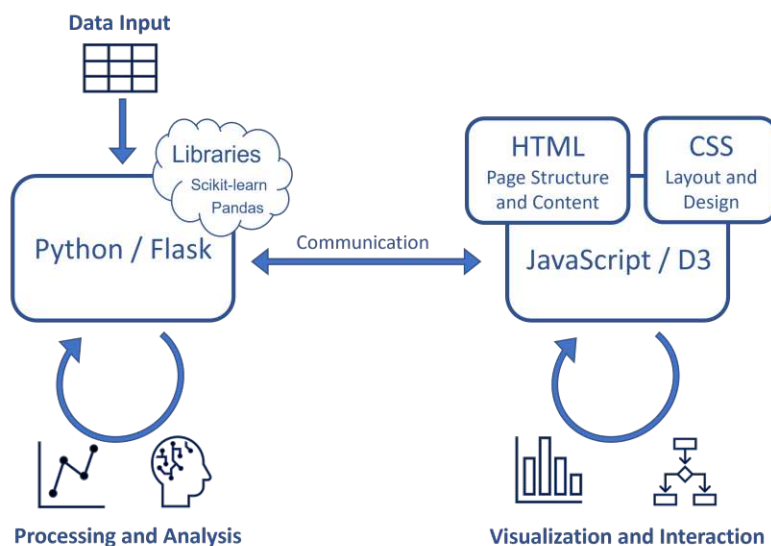 Data Input
Libraries
Scikit-learn
Pandas
Python / Flask
Communication
HTML
Page Structure
and Content
CSS
Layout and
Design
JavaScript / D3
Processing and Analysis
Visualization and Interaction